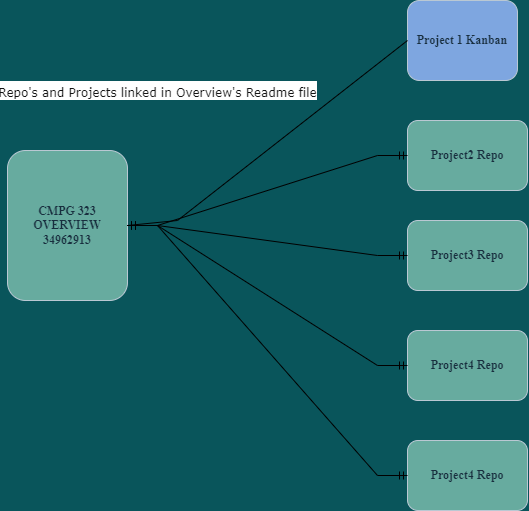 Project 1 Kanban
Repo's and Projects linked in Overview's Readme file
Project2 Repo
CMPG 323
OVERVIEW
34962913
Project3 Repo
Project4 Repo
Project4 Repo